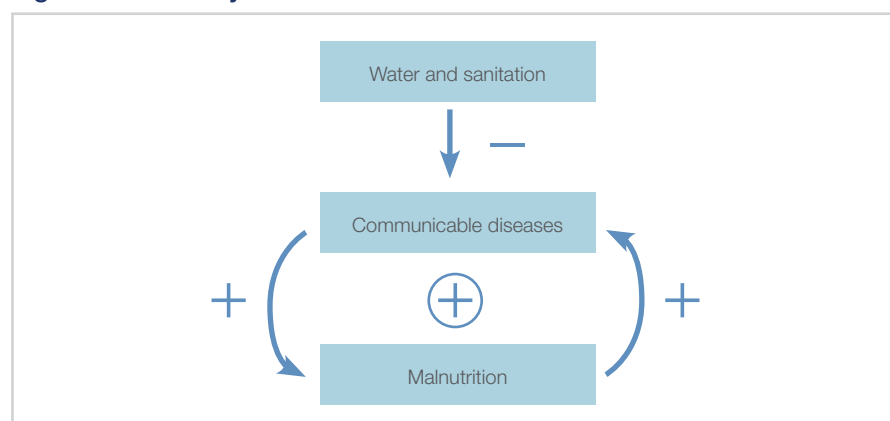 Water and sanitation
−
Communicable diseases
+ + +
Malnutrition